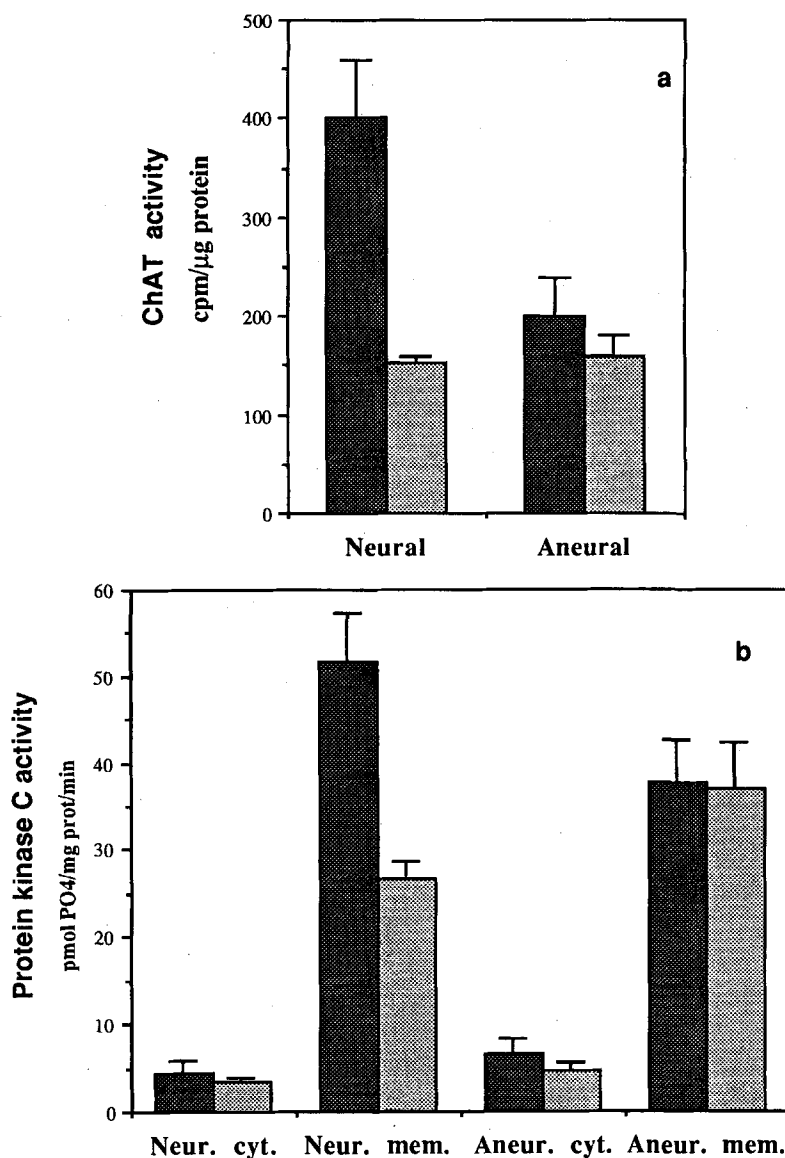 500
400
300
200
100
0
ChAT activity
cpm/µg protein
a
Neural Aneural
60
50
40
30
20
10
0
Protein kinase C activity
pmol PO4/mg prot/min
b
Neur. cyt. Neur. mem. Aneur. cyt. Aneur. mem.